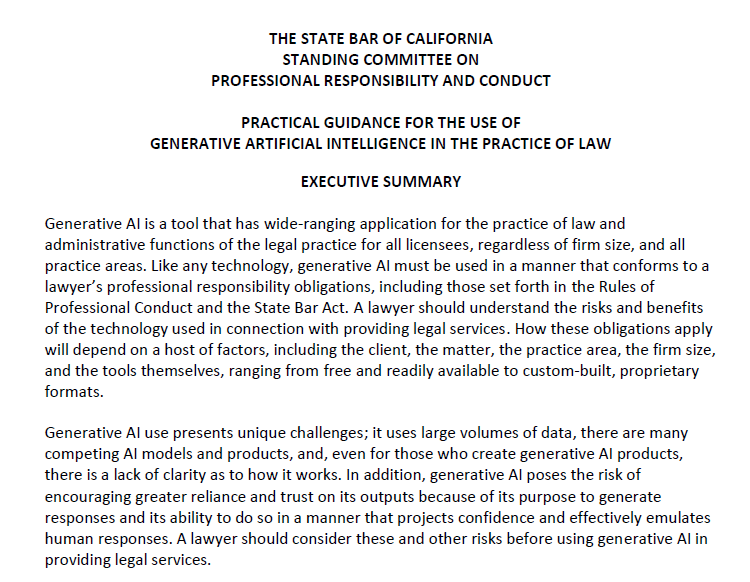 THE STATE BAR OF CALIFORNIA
STANDING COMMITTEE ON
PROFESSIONAL RESPONSIBILITY AND CONDUCT
PRACTICAL GUIDANCE FOR THE USE OF
GENERATIVE ARTIFICIAL INTELLIGENCE IN THE PRACTICE OF LAW
EXECUTIVE SUMMARY
Generative AI is a tool that has wide-ranging application for the practice of law and
administrative functions of the legal practice for all licensees, regardless of firm size, and all
practice areas. Like any technology, generative AI must be used in a manner that conforms to a
lawyer’s professional responsibility obligations, including those set forth in the Rules of
Professional Conduct and the State Bar Act. A lawyer should understand the risks and benefits
of the technology used in connection with providing legal services. How these obligations apply
will depend on a host of factors, including the client, the matter, the practice area, the firm size,
and the tools themselves, ranging from free and readily available to custom-built, proprietary
formats.
Generative AI use presents unique challenges; it uses large volumes of data, there are many
competing AI models and products, and, even for those who create generative AI products,
there is a lack of clarity as to how it works. In addition, generative AI poses the risk of
encouraging greater reliance and trust on its outputs because of its purpose to generate
responses and its ability to do so in a manner that projects confidence and effectively emulates
human responses. A lawyer should consider these and other risks before using generative AI in
providing legal services.